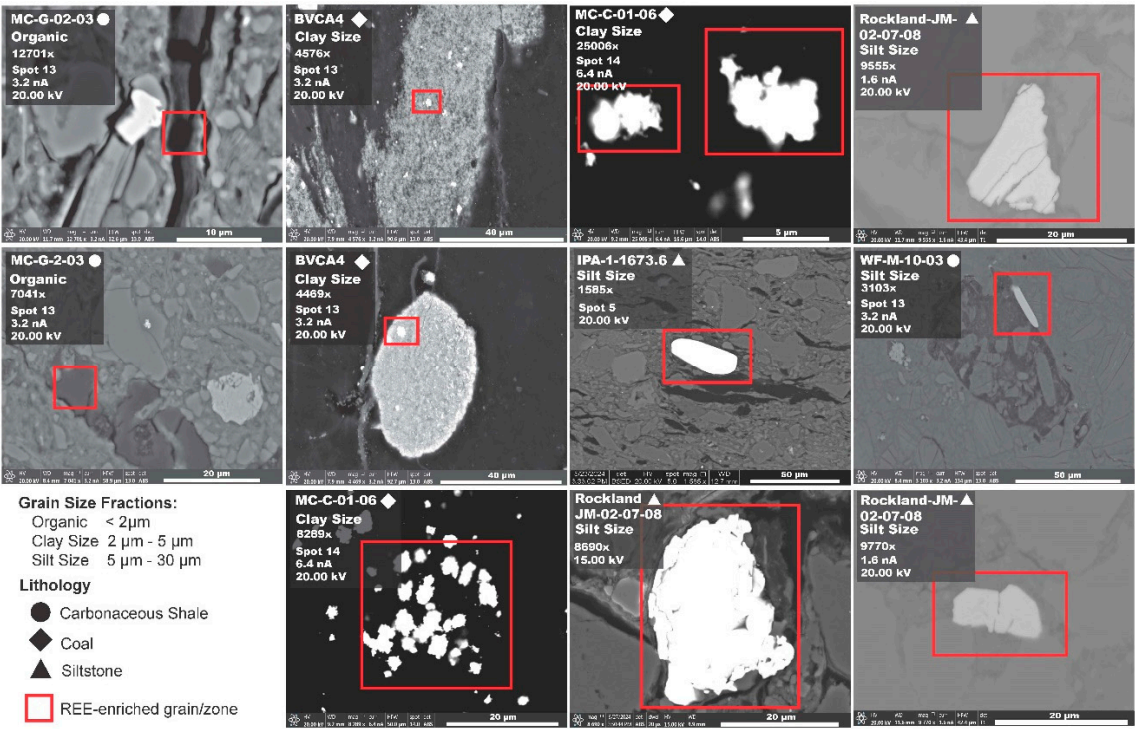 MC-G-02-03
Organic
12701x
Spot 13
3.2 nA
20.00 kV
10 µm
BVCA4
Clay Size
4576x
Spot 13
3.2 nA
20.00 kV
40 µm
MC-C-01-06
Clay Size
25006x
Spot 14
6.4 nA
20.00 kV
5 µm
Rockland-JM-
02-07-08
Silt Size
9555x
1.6 nA
20.00 kV
20 µm
MC-G-2-03
Organic
7041x
Spot 13
3.2 nA
20.00 kV
20 µm
BVCA4
Clay Size
4469x
Spot 13
3.2 nA
20.00 kV
40 µm
IPA-1-1673.6
Silt Size
1585x
Spot 5
20.00 kV
50 µm
WF-M-10-03
Silt Size
3103x
Spot 13
3.2 nA
20.00 kV
50 µm
Grain Size Fractions:
Organic < 2µm
Clay Size 2 µm - 5 µm
Silt Size 5 µm - 30 µm
Lithology
Carbonaceous Shale
Coal
Siltstone
REE-enriched grain/zone
MC-C-01-06
Clay Size
8289x
Spot 14
6.4 nA
20.00 kV
20 µm
Rockland
JM-02-07-08
Silt Size
8690x
15.00 kV
20 µm
Rockland-JM-
02-07-08
Silt Size
9770x
1.6 nA
20.00 kV
20 µm